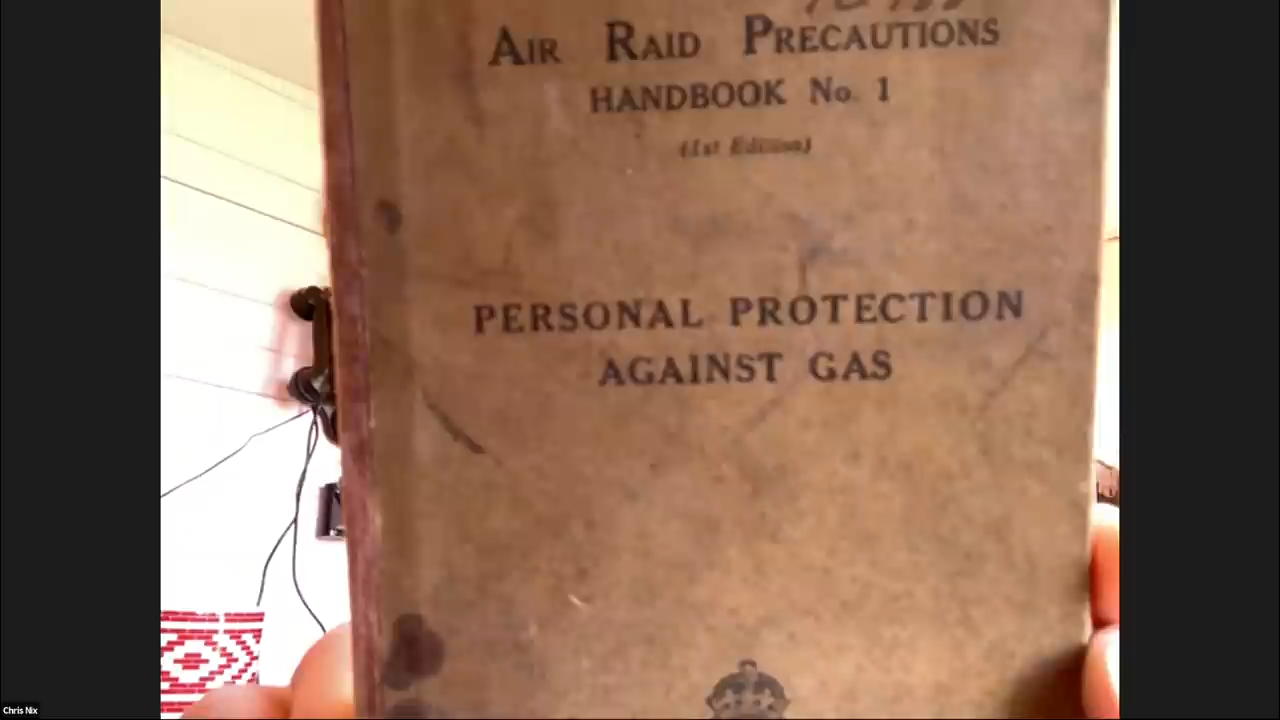 AIR RAID PRECAUTIONS
HANDBOOK No. 1
(1st Edition)
PERSONAL PROTECTION
AGAINST GAS
Chris Nix